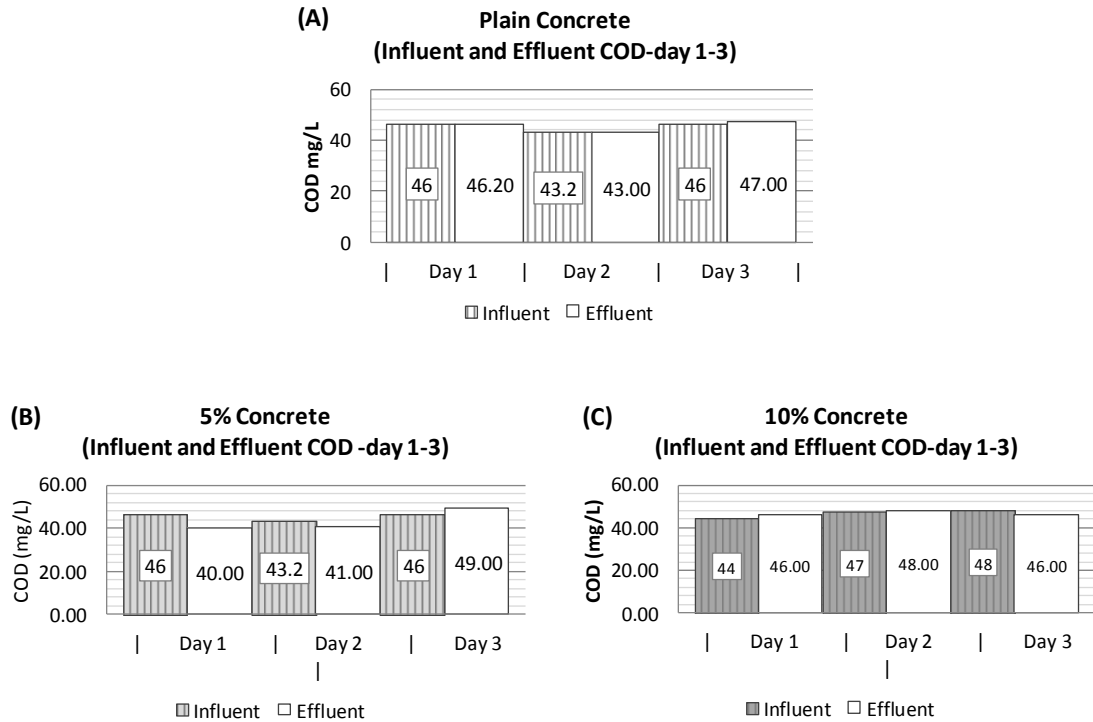 (A)
Plain Concrete
(Influent and Effluent COD-day 1-3)
COD mg/L
60
40
20
0
46
46.20
43.2
43.00
46
47.00
| Day 1 | Day 2 | Day 3 |
Influent Effluent
(B)
5% Concrete
(Influent and Effluent COD -day 1-3)
COD (mg/L)
60.00
40.00
20.00
0.00
46
40.00
43.2
41.00
46
49.00
| Day 1 | Day 2 | Day 3
|
Influent Effluent
(C)
10% Concrete
(Influent and Effluent COD-day 1-3)
COD (mg/L)
60.00
40.00
20.00
0.00
44
46.00
47
48.00
48
46.00
| Day 1 | Day 2 | Day 3
|
Influent Effluent